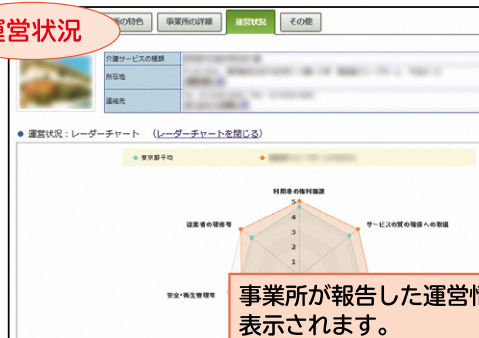 運営状況
所の特色 事業所の詳細 運営状況 その他
介護サービスの種類
所在地
連絡先
● 運営状況：レーダーチャート （レーダーチャートを閉じる）
東京都平均
利用者の権利擁護
5
従業者の研修等 4 サービスの質の確保への取組
3
2
1
安全・衛生管理等
事業所が報告した運営情
表示されます。